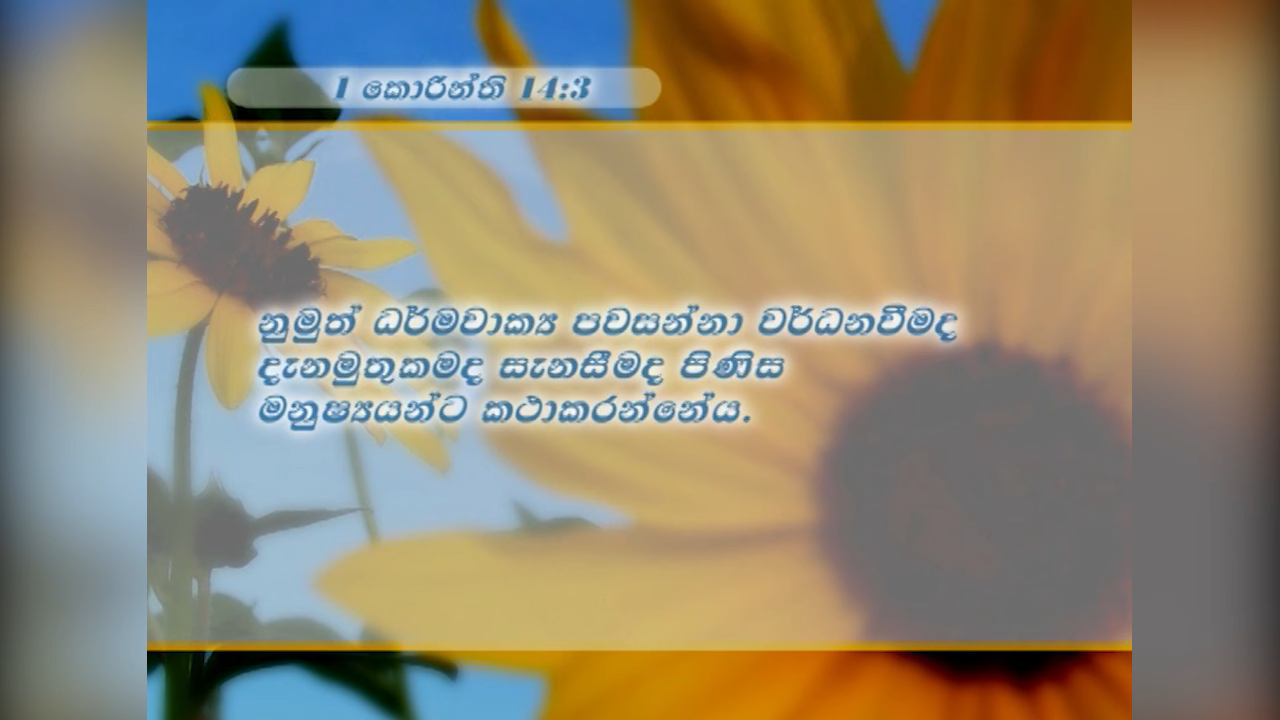 1 කොරින්ති 14:3
නුමුත් ධර්මවාක්‍ය පවසන්නා වර්ධනවීමද
දැනමුතුකමද සැනසීමද පිණිස
මනුෂ්‍යයන්ට කථාකරන්නේය.